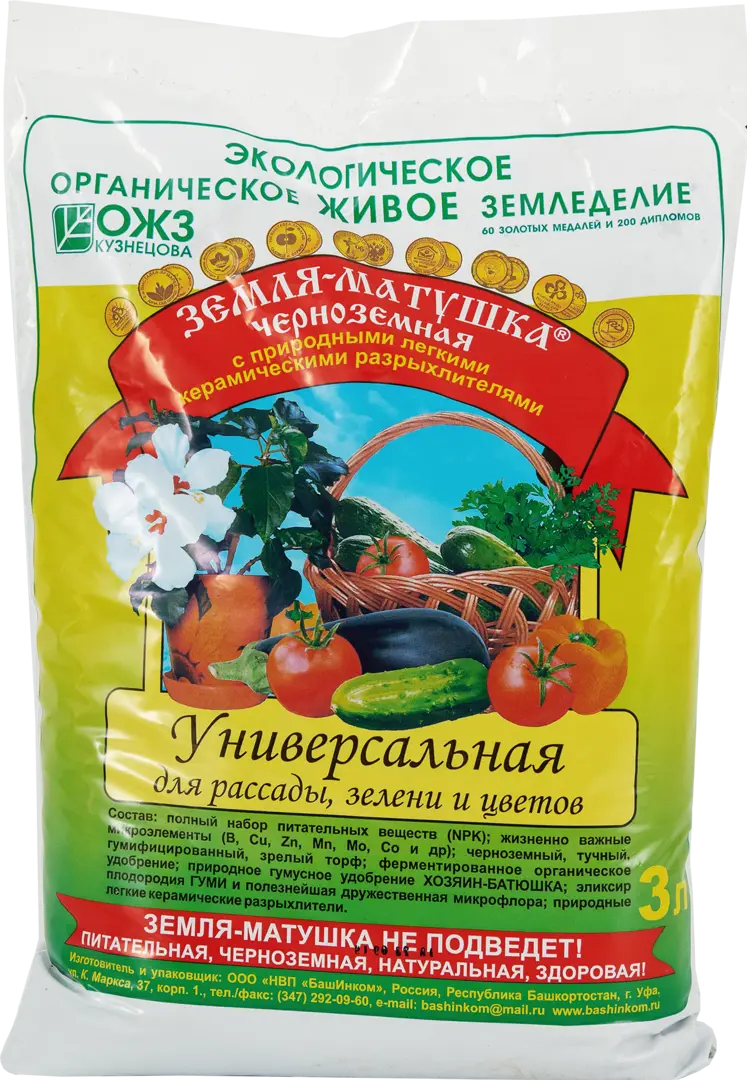 ЭКОЛОГИЧЕСКОЕ
ОРГАНИЧЕСКОЕ ЖИВОЕ ЗЕМЛЕДЕЛИЕ
60 ЗОЛОТЫХ МЕДАЛЕЙ И 200 ДИПЛОМОВ
ОЖЗ
КУЗНЕЦОВА
ЗЕМЛЯ-МАТУШКА®
ЧЕРНОЗЕМНАЯ
с природными легкими
керамическими разрыхлителями
Универсальная
для рассады, зелени и цветов
Состав: полный набор питательных веществ (NPK); жизненно важные
микроэлементы (B, Cu, Zn, Mn, Mo, Co и др); черноземный, тучный,
гумифицированный, зрелый торф; ферментированное органическое
удобрение; природное гумусное удобрение ХОЗЯИН-БАТЮШКА; эликсир
плодородия ГУМИ и полезнейшая дружественная микрофлора; природные
легкие керамические разрыхлители.
3 л
ЗЕМЛЯ-МАТУШКА НЕ ПОДВЕДЕТ!
ПИТАТЕЛЬНАЯ, ЧЕРНОЗЕМНАЯ, НАТУРАЛЬНАЯ, ЗДОРОВАЯ!
Изготовитель и упаковщик: ООО «НВП «БашИнком», Россия, Республика Башкортостан, г. Уфа,
ул. К. Маркса, 37, корп. 1., тел./факс: (347) 292-09-60, e-mail: bashinkom@mail.ru www.bashinkom.ru